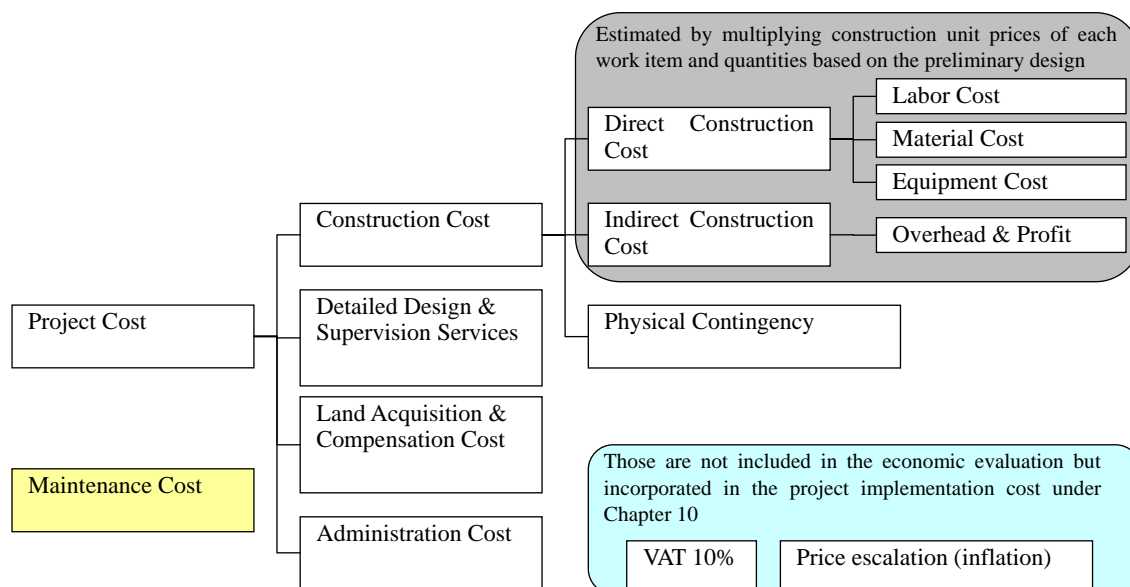 Estimated by multiplying construction unit prices of each
work item and quantities based on the preliminary design
Labor Cost
Direct Construction
Cost
Material Cost
Equipment Cost
Construction Cost
Indirect Construction
Cost
Overhead & Profit
Project Cost
Detailed Design &
Supervision Services
Physical Contingency
Land Acquisition &
Compensation Cost
Maintenance Cost
Those are not included in the economic evaluation but
incorporated in the project implementation cost under
Chapter 10
Administration Cost
VAT 10%
Price escalation (inflation)